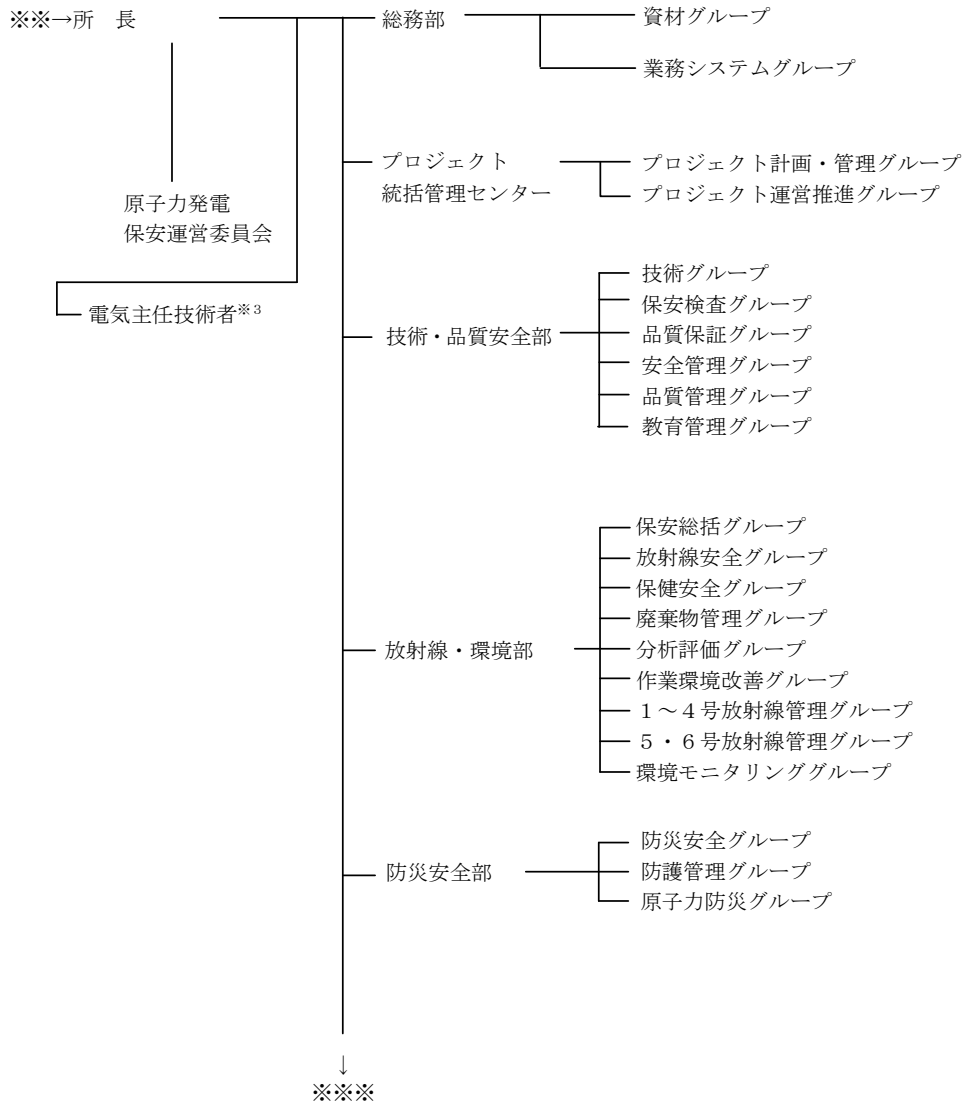 ※※→所　長
総務部
資材グループ
業務システムグループ
原子力発電
保安運営委員会
電気主任技術者※3
プロジェクト
統括管理センター
プロジェクト計画・管理グループ
プロジェクト運営推進グループ
技術・品質安全部
技術グループ
保安検査グループ
品質保証グループ
安全管理グループ
品質管理グループ
教育管理グループ
放射線・環境部
保安総括グループ
放射線安全グループ
保健安全グループ
廃棄物管理グループ
分析評価グループ
作業環境改善グループ
１～４号放射線管理グループ
５・６号放射線管理グループ
環境モニタリンググループ
防災安全部
防災安全グループ
防護管理グループ
原子力防災グループ
↓
※※※